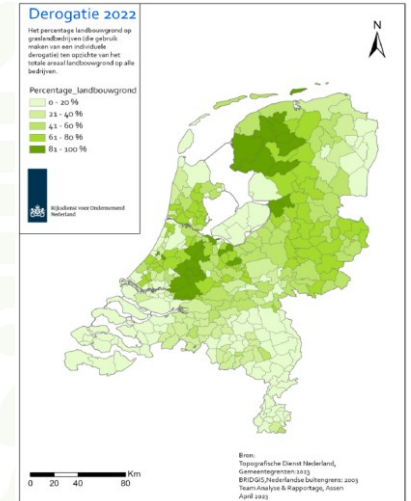 Derogatie 2022
Het percentage landbouwgrond op
graslandbedrijven (die gebruik
maken van een individuele
derogatie) ten opzichte van het
totale areaal landbouwgrond op alle
bedrijven.
Percentage_landbouwgrond
0 - 20 %
21 - 40 %
41 - 60 %
61 - 80 %
81 - 100 %
Rijksdienst voor Ondernemend
Nederland
N
Km
0 20 40 80
Bron:
Topografische Dienst Nederland,
Gemeentegrenzen: 2023
BRIDGIS,Nederlandse buitengrens: 2003
Team Analyse & Rapportage, Assen
April 2023